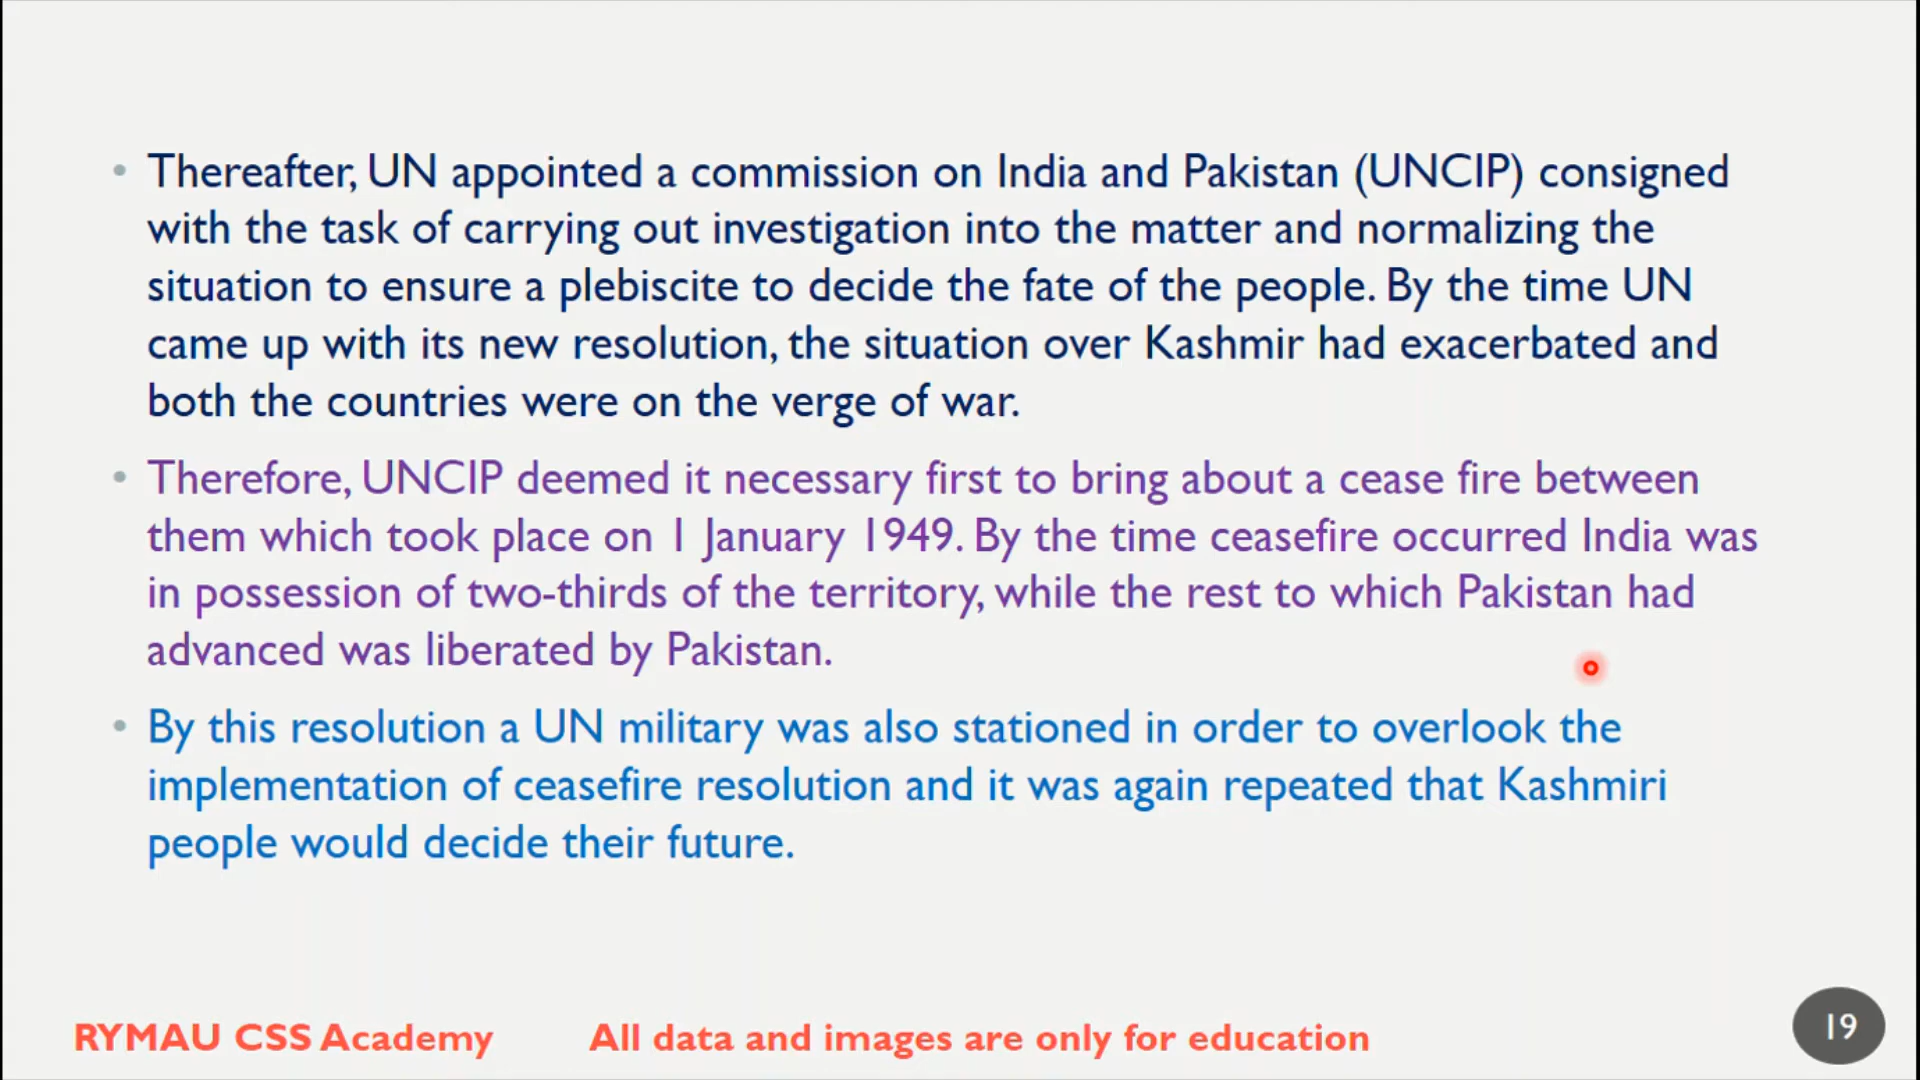 • Thereafter, UN appointed a commission on India and Pakistan (UNCIP) consigned
with the task of carrying out investigation into the matter and normalizing the
situation to ensure a plebiscite to decide the fate of the people. By the time UN
came up with its new resolution, the situation over Kashmir had exacerbated and
both the countries were on the verge of war.
• Therefore, UNCIP deemed it necessary first to bring about a cease fire between
them which took place on 1 January 1949. By the time ceasefire occurred India was
in possession of two-thirds of the territory, while the rest to which Pakistan had
advanced was liberated by Pakistan.
• By this resolution a UN military was also stationed in order to overlook the
implementation of ceasefire resolution and it was again repeated that Kashmiri
people would decide their future.
RYMAU CSS Academy All data and images are only for education
19